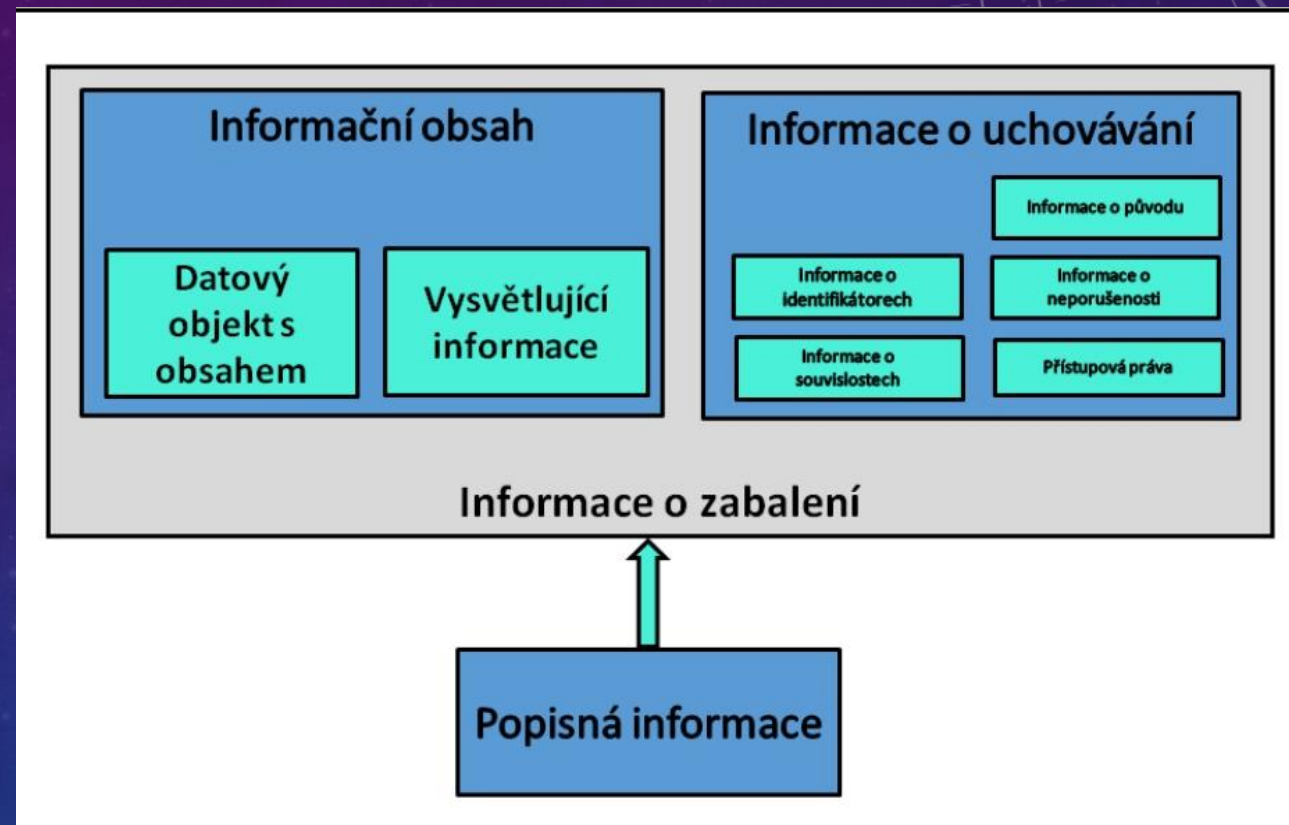 Informační obsah
Datový
objekt s
obsahem
Vysvětlující
informace
Informace o uchovávání
Informace o původu
Informace o
identifikátorech
Informace o
neporušenosti
Informace o
souvislostech
Přístupová práva
Informace o zabalení
Popisná informace